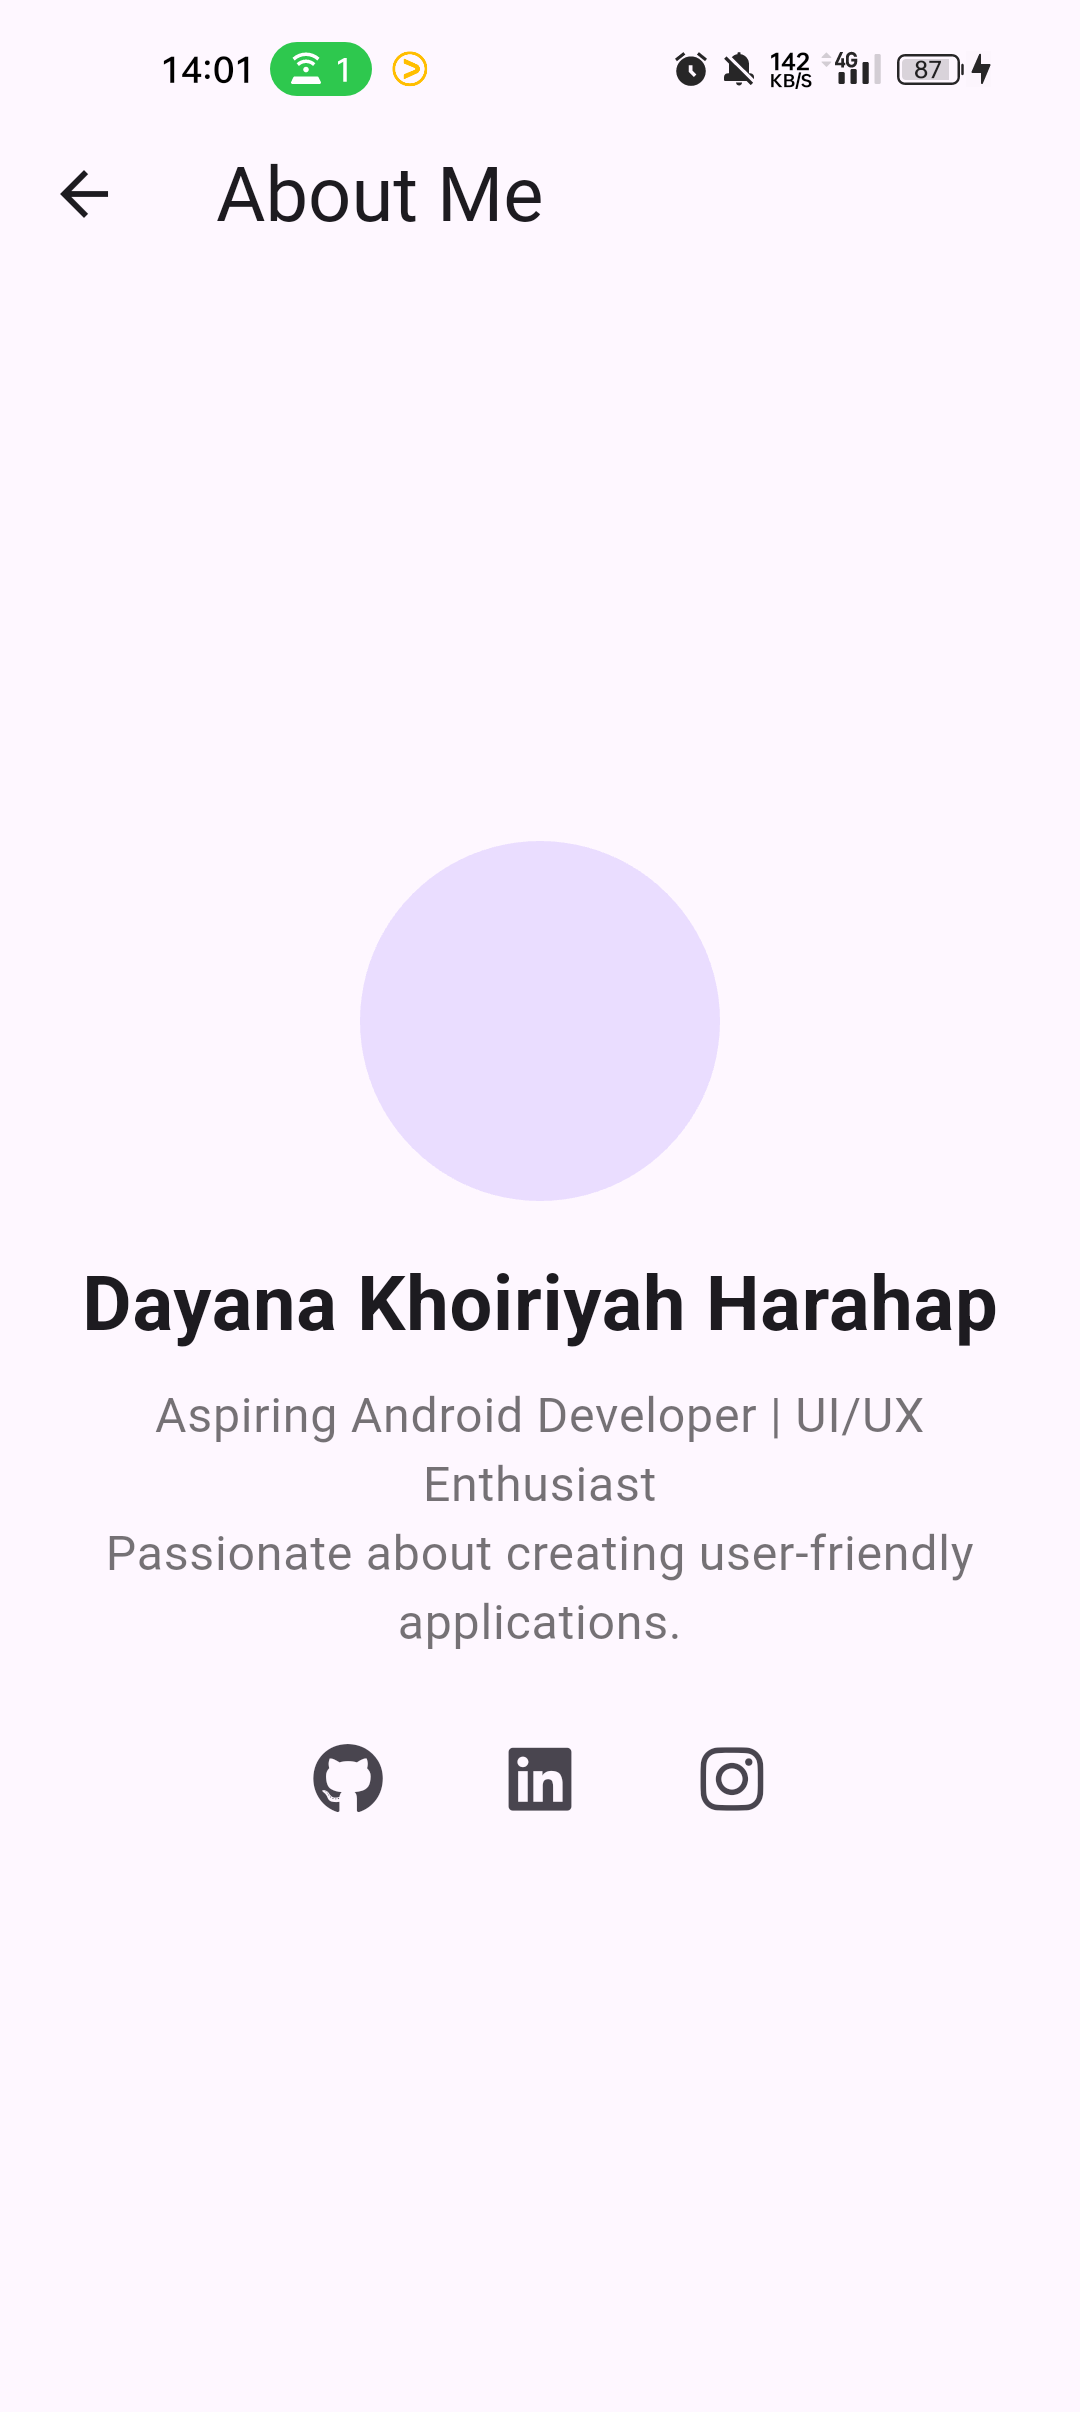 14:01 1 142 KB/S 4G 87
About Me
Dayana Khoiriyah Harahap
Aspiring Android Developer | UI/UX
Enthusiast
Passionate about creating user-friendly
applications.
in